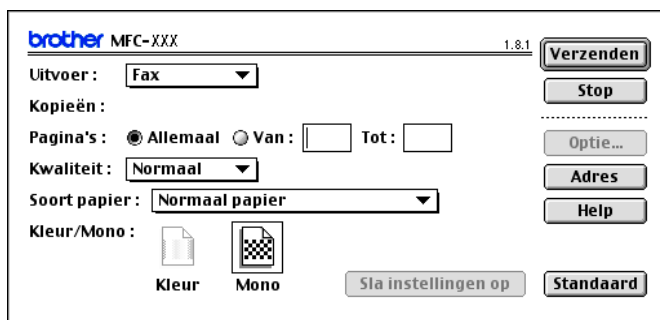 brother MFC-XXX 1.8.1 Verzenden
Uitvoer : Fax
Stop
Kopieën :
Pagina's : Allemaal Van : Tot :
Optie...
Kwaliteit : Normaal
Adres
Soort papier : Normaal papier
Help
Kleur/Mono :
Kleur Mono Sla instellingen op Standaard